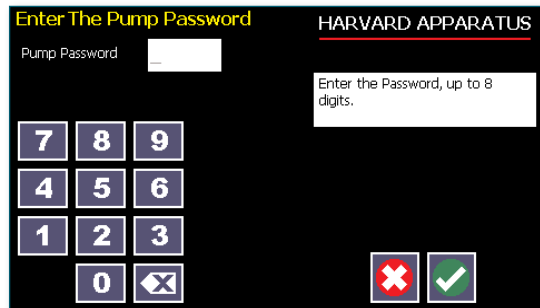 Enter The Pump Password
HARVARD APPARATUS
Pump Password
_
Enter the Password, up to 8
digits.
7 8 9
4 5 6
1 2 3
0